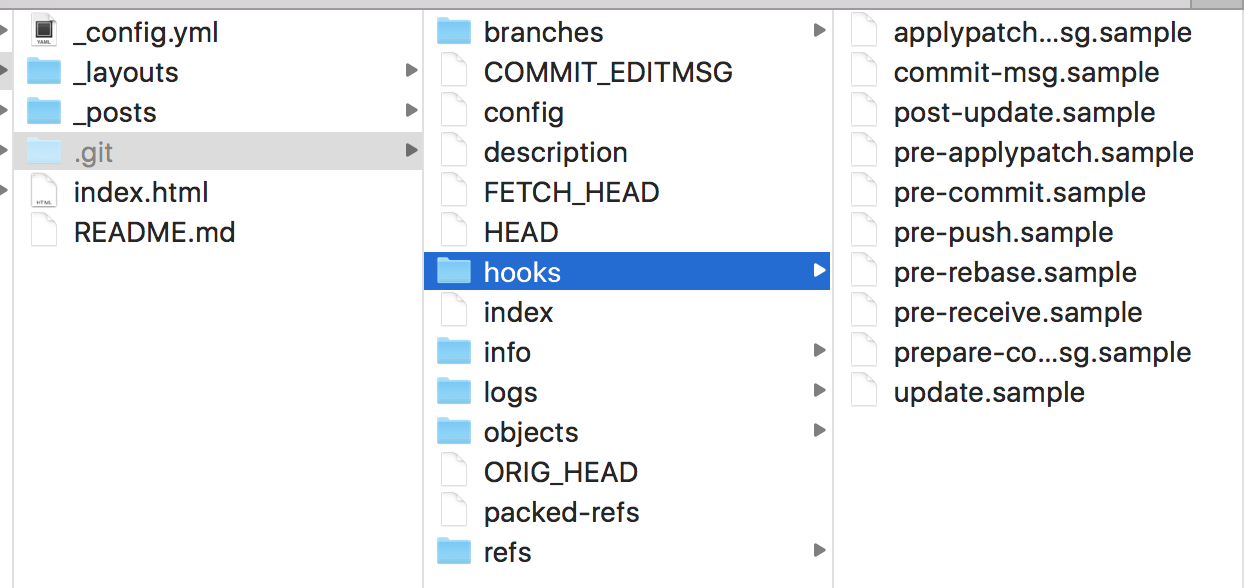 _config.yml
_layouts
_posts
.git
index.html
README.md
branches
COMMIT_EDITMSG
config
description
FETCH_HEAD
HEAD
hooks
index
info
logs
objects
ORIG_HEAD
packed-refs
refs
applypatch...sg.sample
commit-msg.sample
post-update.sample
pre-applypatch.sample
pre-commit.sample
pre-push.sample
pre-rebase.sample
pre-receive.sample
prepare-co...sg.sample
update.sample